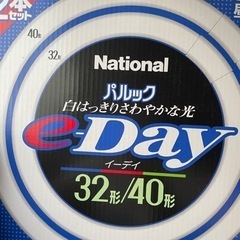 2本
セット
40形
32形
National
パルック
白はっきりさわやかな光
e-Day
イーデイ
32形/40形